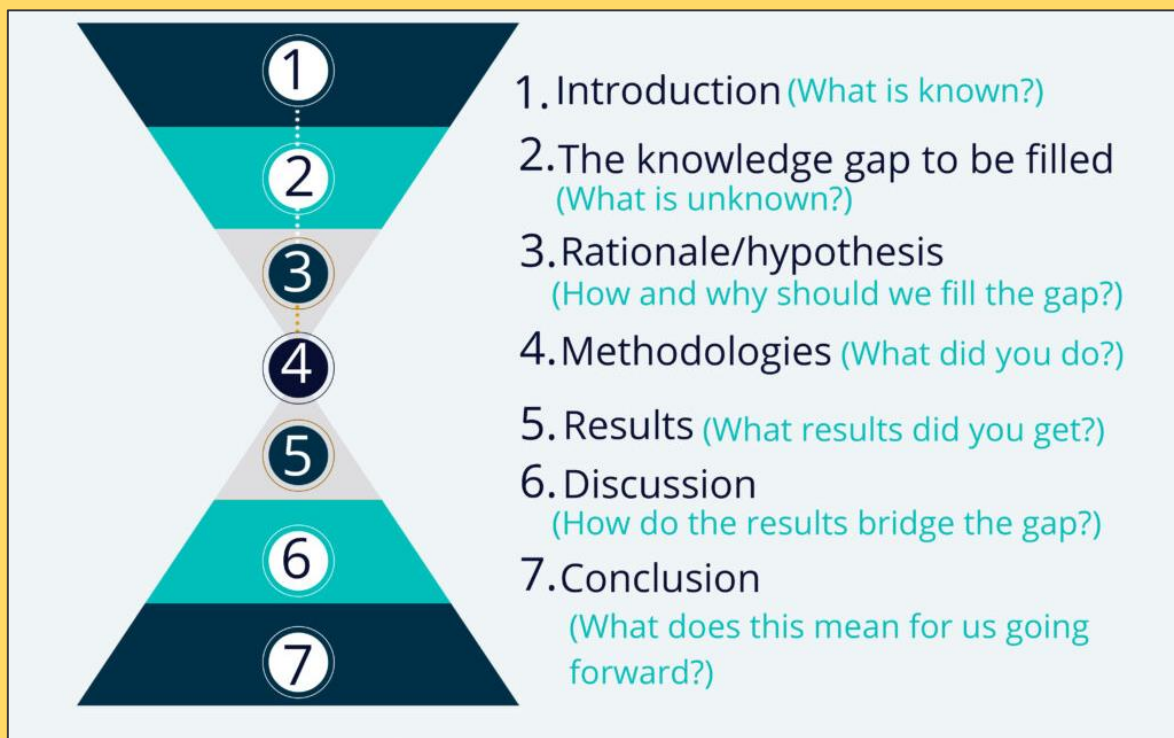 1
2
3
4
5
6
7
1. Introduction (What is known?)
2. The knowledge gap to be filled
(What is unknown?)
3. Rationale/hypothesis
(How and why should we fill the gap?)
4. Methodologies (What did you do?)
5. Results (What results did you get?)
6. Discussion
(How do the results bridge the gap?)
7. Conclusion
(What does this mean for us going
forward?)